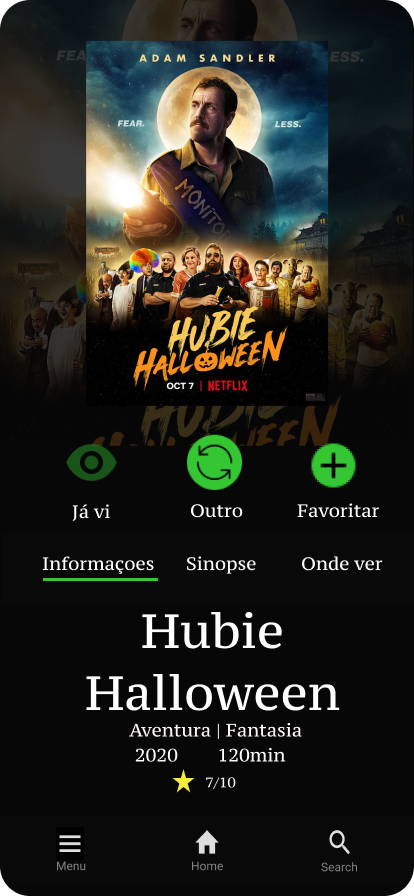 ADAM SANDLER
FEAR. LESS.
MONITOR
HUBIE
HALLOWEEN
OCT 7 | NETFLIX
Já vi Outro Favoritar
Informaçoes Sinopse Onde ver
Hubie
Halloween
Aventura | Fantasia
2020 120min
7/10
Menu Home Search